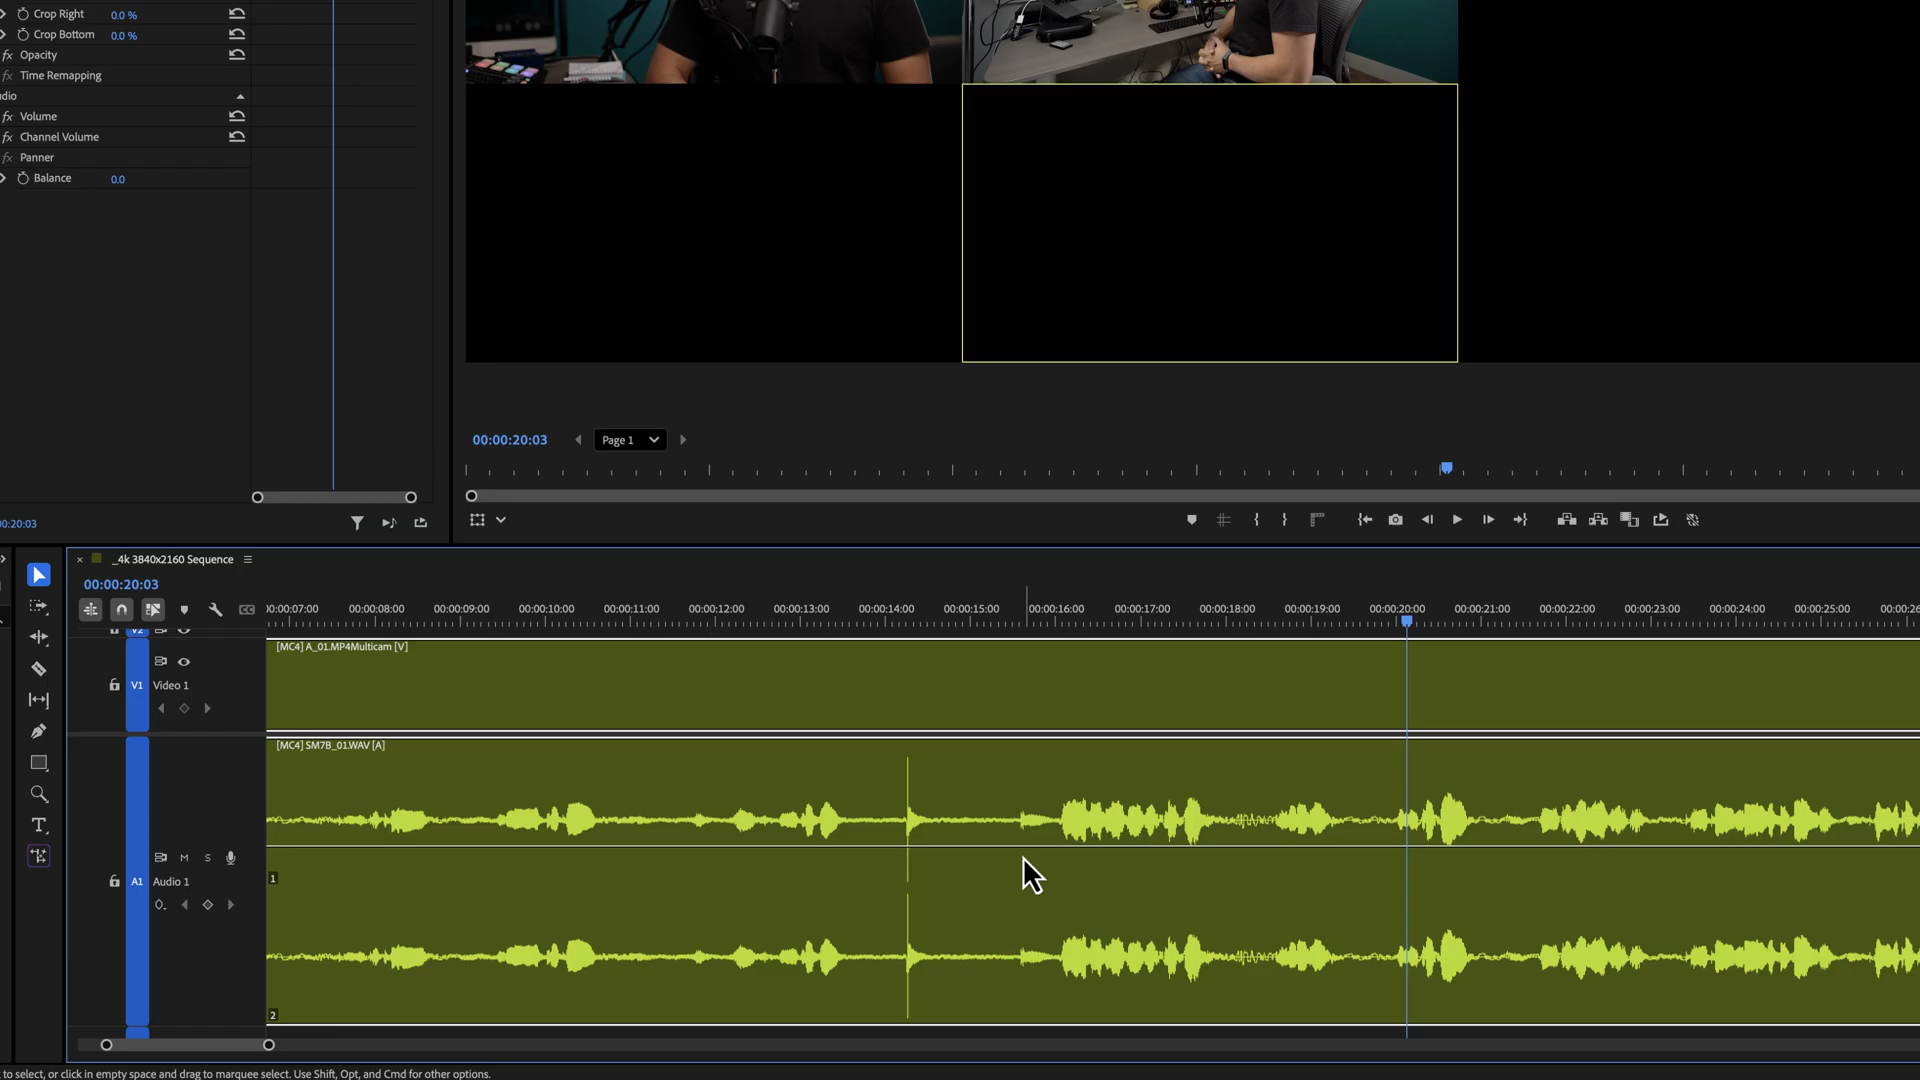 Crop Right 0.0 %
Crop Bottom 0.0 %
fx Opacity
fx Time Remapping
dio
fx Volume
fx Channel Volume
fx Panner
Balance 0.0
00:00:20:03 Page 1
00:20:03
_4k 3840x2160 Sequence
00:00:20:03
CC
00:00:07:00 00:00:08:00 00:00:09:00 00:00:10:00 00:00:11:00 00:00:12:00 00:00:13:00 00:00:14:00 00:00:15:00 00:00:16:00 00:00:17:00 00:00:18:00 00:00:19:00 00:00:20:00 00:00:21:00 00:00:22:00 00:00:23:00 00:00:24:00 00:00:25:00 00:00:26
V2
[MC4] A_01.MP4Multicam [V]
V1 Video 1
[MC4] SM7B_01.WAV [A]
M S
A1 Audio 1
1
2
to select, or click in empty space and drag to marquee select. Use Shift, Opt, and Cmd for other options.